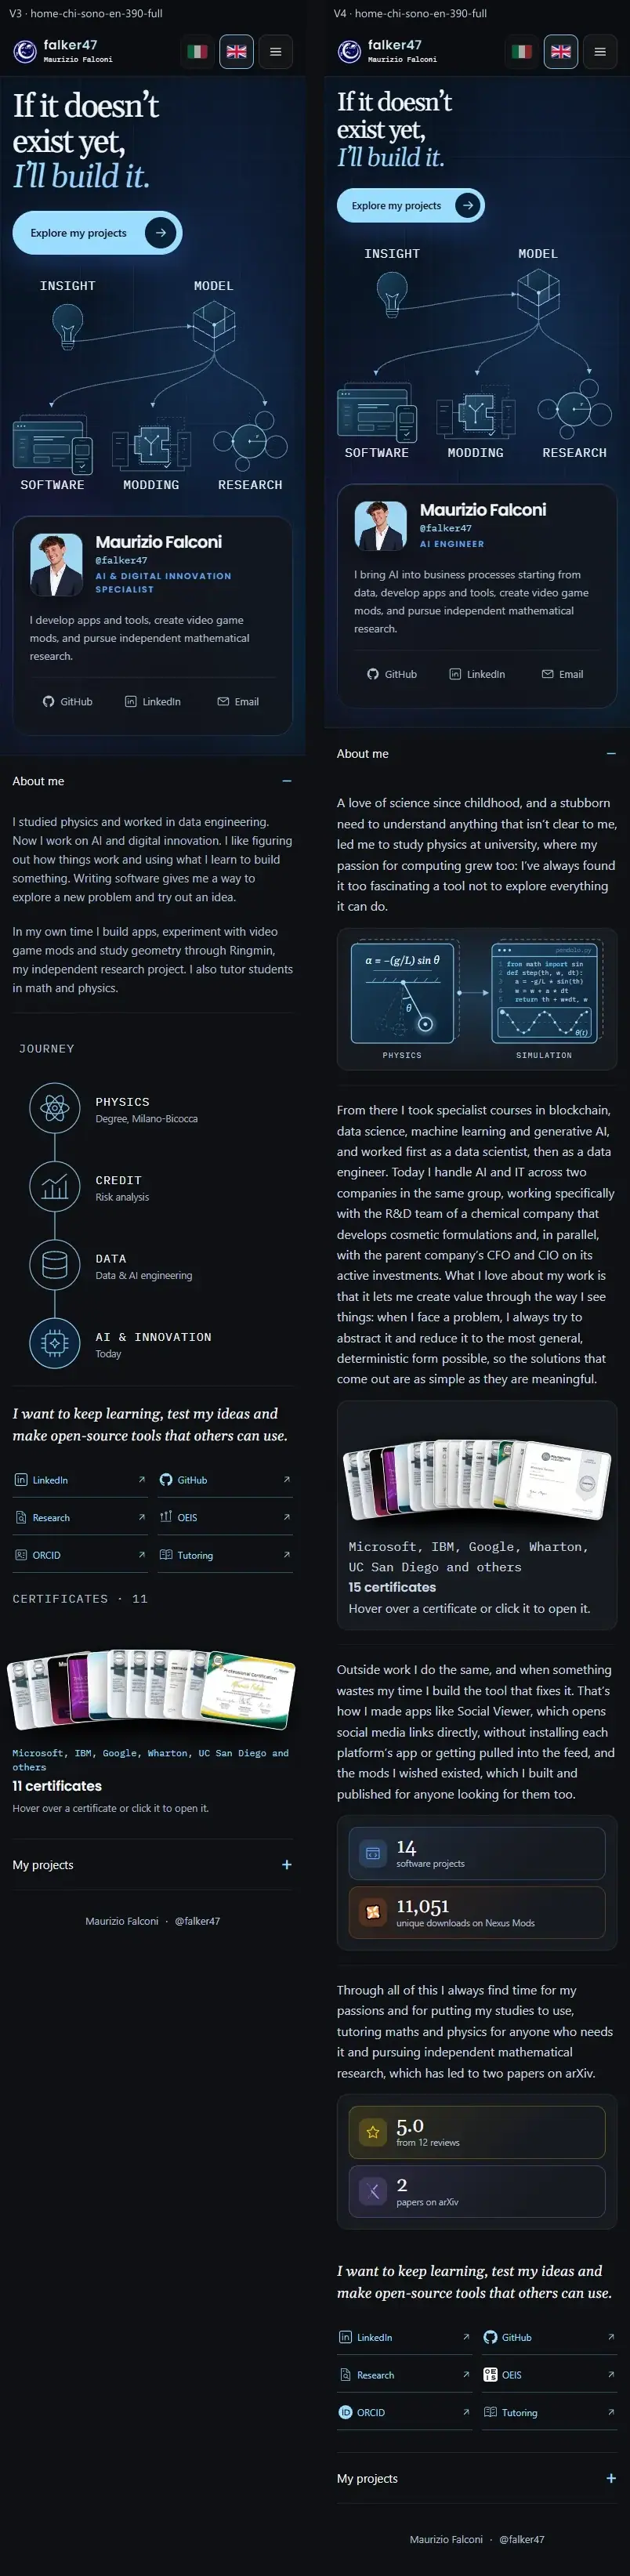 V3 · home-chi-sono-en-390-full
falker47
Maurizio Falconi
If it doesn’t
exist yet,
I’ll build it.
Explore my projects
INSIGHT
MODEL
SOFTWARE
MODDING
RESEARCH
Maurizio Falconi
@falker47
AI & DIGITAL INNOVATION
SPECIALIST
I develop apps and tools, create video game
mods, and pursue independent mathematical
research.
GitHub
LinkedIn
Email
About me
I studied physics and worked in data engineering.
Now I work on AI and digital innovation. I like figuring
out how things work and using what I learn to build
something. Writing software gives me a way to
explore a new problem and try out an idea.
In my own time I build apps, experiment with video
game mods and study geometry through Ringmin,
my independent research project. I also tutor students
in math and physics.
JOURNEY
PHYSICS
Degree, Milano-Bicocca
CREDIT
Risk analysis
DATA
Data & AI engineering
AI & INNOVATION
Today
I want to keep learning, test my ideas and
make open-source tools that others can use.
LinkedIn
GitHub
Research
OEIS
ORCID
Tutoring
CERTIFICATES · 11
Professional Certification
Microsoft, IBM, Google, Wharton, UC San Diego and
others
11 certificates
Hover over a certificate or click it to open it.
My projects
Maurizio Falconi · @falker47
V4 · home-chi-sono-en-390-full
falker47
Maurizio Falconi
If it doesn’t
exist yet,
I’ll build it.
Explore my projects
INSIGHT
MODEL
SOFTWARE
MODDING
RESEARCH
Maurizio Falconi
@falker47
AI ENGINEER
I bring AI into business processes starting from
data, develop apps and tools, create video game
mods, and pursue independent mathematical
research.
GitHub
LinkedIn
Email
About me
A love of science since childhood, and a stubborn
need to understand anything that isn’t clear to me,
led me to study physics at university, where my
passion for computing grew too: I’ve always found
it too fascinating a tool not to explore everything
it can do.
α = −(g/L) sin θ
θ
PHYSICS
pendolo.py
1 from math import sin
2 def step(th, w, dt):
3 a = -g/L * sin(th)
4 w = w + a * dt
5 return th + w*dt, w
θ(t)
SIMULATION
From there I took specialist courses in blockchain,
data science, machine learning and generative AI,
and worked first as a data scientist, then as a data
engineer. Today I handle AI and IT across two
companies in the same group, working specifically
with the R&D team of a chemical company that
develops cosmetic formulations and, in parallel,
with the parent company’s CFO and CIO on its
active investments. What I love about my work is
that it lets me create value through the way I see
things: when I face a problem, I always try to
abstract it and reduce it to the most general,
deterministic form possible, so the solutions that
come out are as simple as they are meaningful.
Microsoft, IBM, Google, Wharton,
UC San Diego and others
15 certificates
Hover over a certificate or click it to open it.
Outside work I do the same, and when something
wastes my time I build the tool that fixes it. That’s
how I made apps like Social Viewer, which opens
social media links directly, without installing each
platform’s app or getting pulled into the feed, and
the mods I wished existed, which I built and
published for anyone looking for them too.
14
software projects
11,051
unique downloads on Nexus Mods
Through all of this I always find time for my
passions and for putting my studies to use,
tutoring maths and physics for anyone who needs
it and pursuing independent mathematical
research, which has led to two papers on arXiv.
5.0
from 12 reviews
2
papers on arXiv
I want to keep learning, test my ideas and
make open-source tools that others can use.
LinkedIn
GitHub
Research
OEIS
OEIS
iD
ORCID
Tutoring
My projects
Maurizio Falconi · @falker47